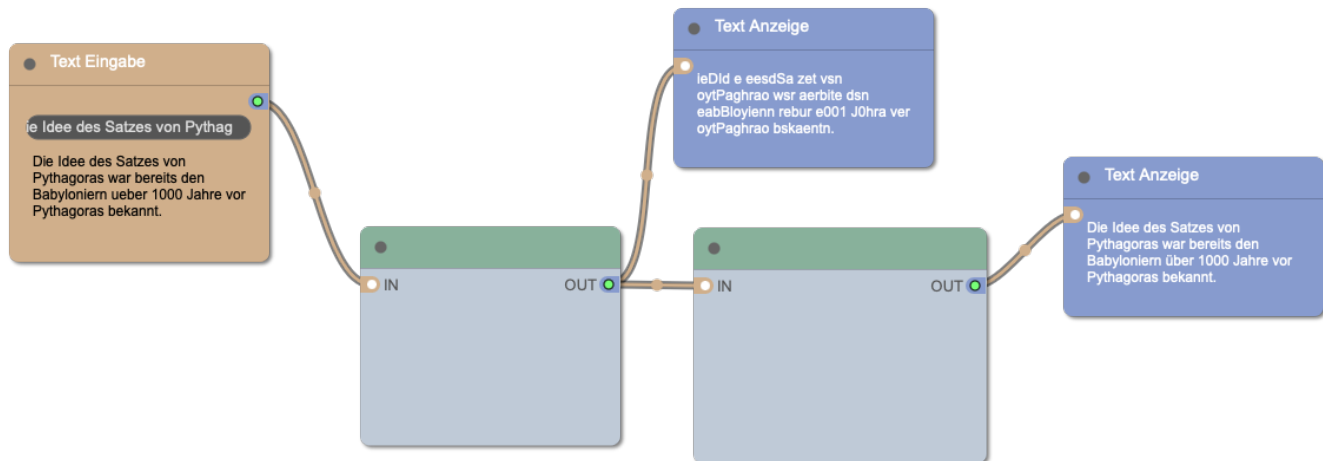 Text Eingabe
ie Idee des Satzes von Pythag
Die Idee des Satzes von
Pythagoras war bereits den
Babyloniern ueber 1000 Jahre vor
Pythagoras bekannt.
IN
OUT
Text Anzeige
ieDId e eesdSa zet vsn
oytPaghrao wsr aerbite dsn
eabBloyienn rebur e001 J0hra ver
oytPaghrao bskaentn.
IN
OUT
Text Anzeige
Die Idee des Satzes von
Pythagoras war bereits den
Babyloniern über 1000 Jahre vor
Pythagoras bekannt.